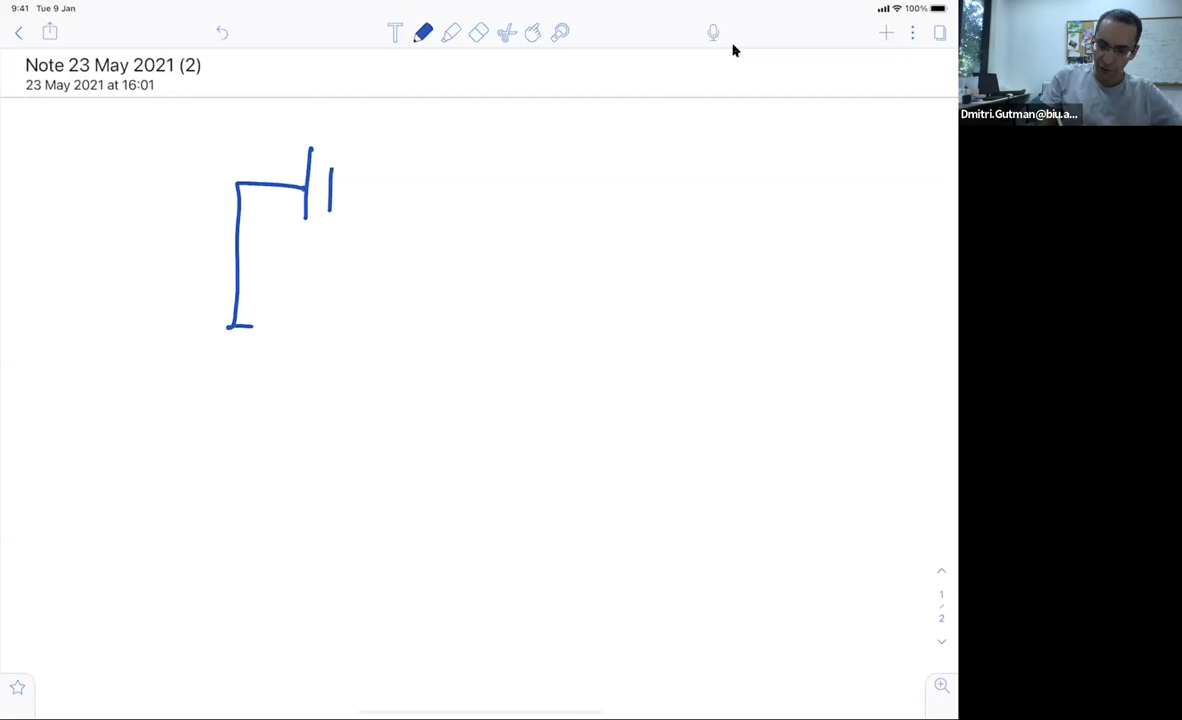 9:41 Tue 9 Jan
100%
T
Note 23 May 2021 (2)
23 May 2021 at 16:01
Dmitri.Gutman@biu.a...
1
/
2